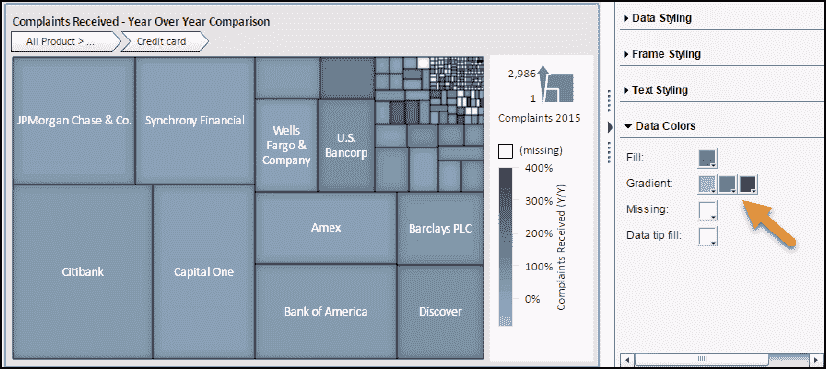 Complaints Received - Year Over Year Comparison
All Product > ...
Credit card
JPMorgan Chase & Co.
Synchrony Financial
Wells
Fargo &
Company
U.S.
Bancorp
Citibank
Capital One
Amex
Barclays PLC
Bank of America
Discover
2,986
1
Complaints 2015
(missing)
400%
300%
200%
100%
0%
Complaints Received (Y/Y)
Data Styling
Frame Styling
Text Styling
Data Colors
Fill:
Gradient:
Missing:
Data tip fill: